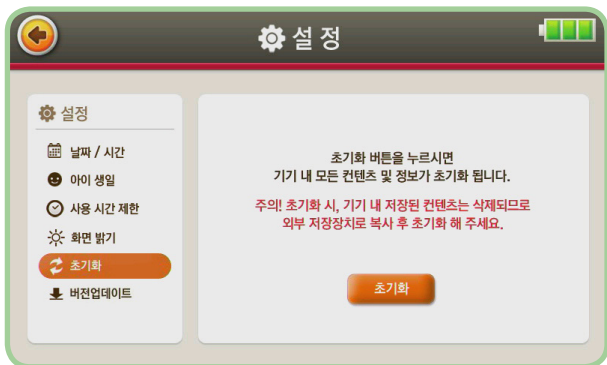 설 정
설정
날짜 / 시간
아이 생일
사용 시간 제한
화면 밝기
초기화
버전업데이트
초기화 버튼을 누르시면
기기 내 모든 컨텐츠 및 정보가 초기화 됩니다.
주의! 초기화 시, 기기 내 저장된 컨텐츠는 삭제되므로
외부 저장장치로 복사 후 초기화 해 주세요.
초기화